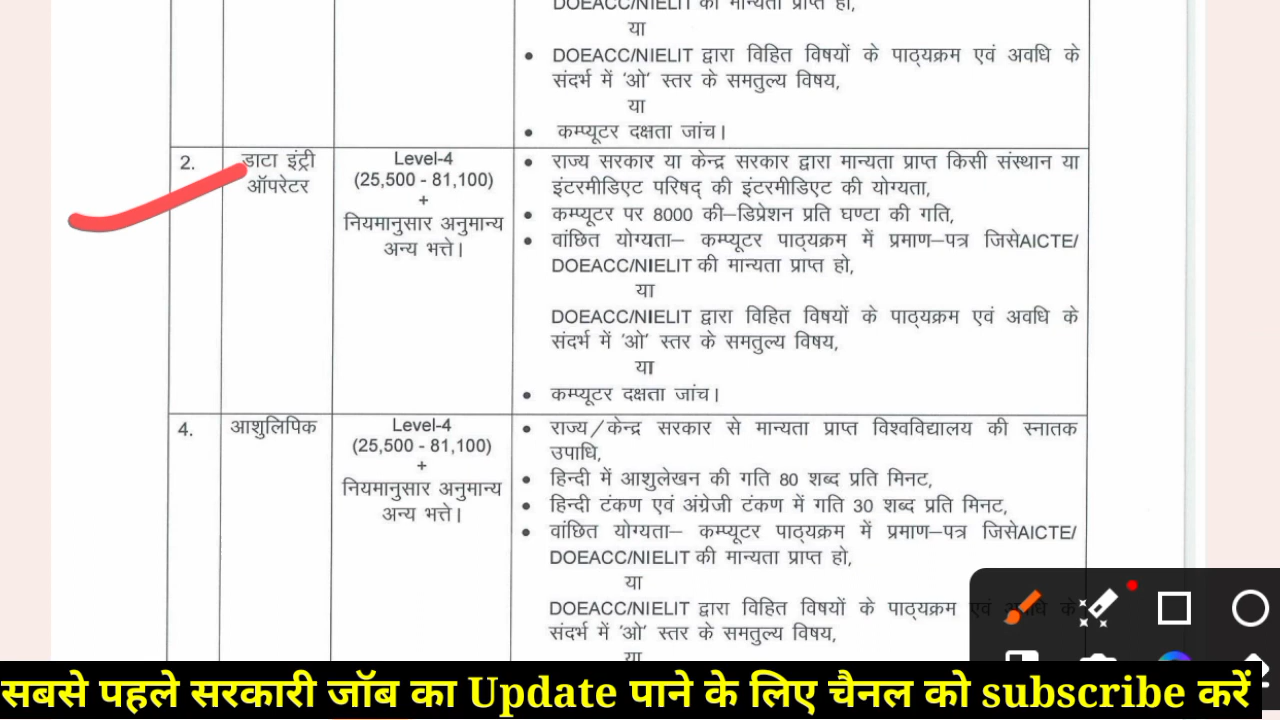 DOEACC/NIELIT की मान्यता प्राप्त हो,
या
• DOEACC/NIELIT द्वारा विहित विषयों के पाठ्यक्रम एवं अवधि के
संदर्भ में 'ओ' स्तर के समतुल्य विषय,
या
• कम्प्यूटर दक्षता जांच।
2.
डाटा इंट्री
ऑपरेटर
Level-4
(25,500 - 81,100)
+
नियमानुसार अनुमान्य
अन्य भत्ते।
• राज्य सरकार या केन्द्र सरकार द्वारा मान्यता प्राप्त किसी संस्थान या
इंटरमीडिएट परिषद् की इंटरमीडिएट की योग्यता,
• कम्प्यूटर पर 8000 की–डिप्रेशन प्रति घण्टा की गति,
• वांछित योग्यता– कम्प्यूटर पाठ्यक्रम में प्रमाण–पत्र जिसेAICTE/
DOEACC/NIELIT की मान्यता प्राप्त हो,
या
DOEACC/NIELIT द्वारा विहित विषयों के पाठ्यक्रम एवं अवधि के
संदर्भ में 'ओ' स्तर के समतुल्य विषय,
या
• कम्प्यूटर दक्षता जांच।
4.
आशुलिपिक
Level-4
(25,500 - 81,100)
+
नियमानुसार अनुमान्य
अन्य भत्ते।
• राज्य/केन्द्र सरकार से मान्यता प्राप्त विश्वविद्यालय की स्नातक
उपाधि,
• हिन्दी में आशुलेखन की गति 80 शब्द प्रति मिनट,
• हिन्दी टंकण एवं अंग्रेजी टंकण में गति 30 शब्द प्रति मिनट,
• वांछित योग्यता– कम्प्यूटर पाठ्यक्रम में प्रमाण–पत्र जिसेAICTE/
DOEACC/NIELIT की मान्यता प्राप्त हो,
या
DOEACC/NIELIT द्वारा विहित विषयों के पाठ्यक्रम एवं अवधि के
संदर्भ में 'ओ' स्तर के समतुल्य विषय,
या
सबसे पहले सरकारी जॉब का Update पाने के लिए चैनल को subscribe करें